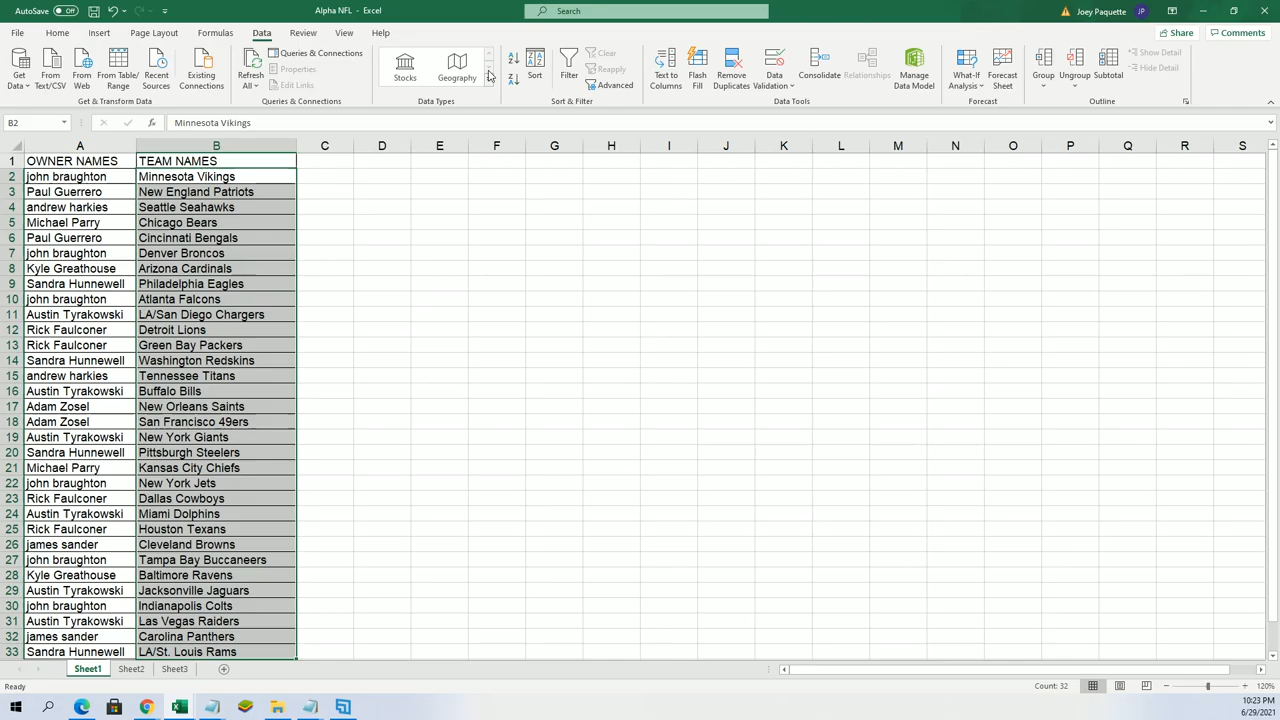 AutoSave Off Alpha NFL - Excel Search Joey Paquette JP
File Home Insert Page Layout Formulas Data Review View Help Share Comments
Get Data From Text/CSV From Web From Table/Range Recent Sources Existing Connections Refresh All Queries & Connections Properties Edit Links Stocks Geography Sort Filter Clear Reapply Advanced Text to Columns Flash Fill Remove Duplicates Data Validation Consolidate Manage Data Model What-If Analysis Forecast Sheet Group Ungroup Subtotal Show Detail Hide Detail
Get & Transform Data Queries & Connections Data Types Sort & Filter Data Tools Forecast Outline
B2 fx Minnesota Vikings
A B C D E F G H I J K L M N O P Q R S
1 OWNER NAMES TEAM NAMES
2 john braughton Minnesota Vikings
3 Paul Guerrero New England Patriots
4 andrew harkies Seattle Seahawks
5 Michael Parry Chicago Bears
6 Paul Guerrero Cincinnati Bengals
7 john braughton Denver Broncos
8 Kyle Greathouse Arizona Cardinals
9 Sandra Hunnewell Philadelphia Eagles
10 john braughton Atlanta Falcons
11 Austin Tyrakowski LA/San Diego Chargers
12 Rick Faulconer Detroit Lions
13 Rick Faulconer Green Bay Packers
14 Sandra Hunnewell Washington Redskins
15 andrew harkies Tennessee Titans
16 Austin Tyrakowski Buffalo Bills
17 Adam Zosel New Orleans Saints
18 Adam Zosel San Francisco 49ers
19 Austin Tyrakowski New York Giants
20 Sandra Hunnewell Pittsburgh Steelers
21 Michael Parry Kansas City Chiefs
22 john braughton New York Jets
23 Rick Faulconer Dallas Cowboys
24 Austin Tyrakowski Miami Dolphins
25 Rick Faulconer Houston Texans
26 james sander Cleveland Browns
27 john braughton Tampa Bay Buccaneers
28 Kyle Greathouse Baltimore Ravens
29 Austin Tyrakowski Jacksonville Jaguars
30 john braughton Indianapolis Colts
31 Austin Tyrakowski Las Vegas Raiders
32 james sander Carolina Panthers
33 Sandra Hunnewell LA/St. Louis Rams
Sheet1 Sheet2 Sheet3
Ready Count: 32 120%
10:23 PM
6/29/2021